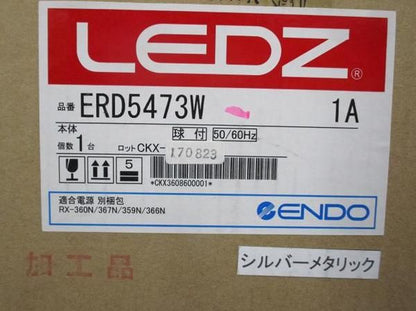 LEDZ®
品番 ERD5473W 1A
本体
個数 1 台 球付 50/60Hz
ロット CKX-170823
5
*CKX3608600001*
適合電源 別梱包
RX-360N/367N/359N/366N
ENDO
シルバーメタリック
加工品